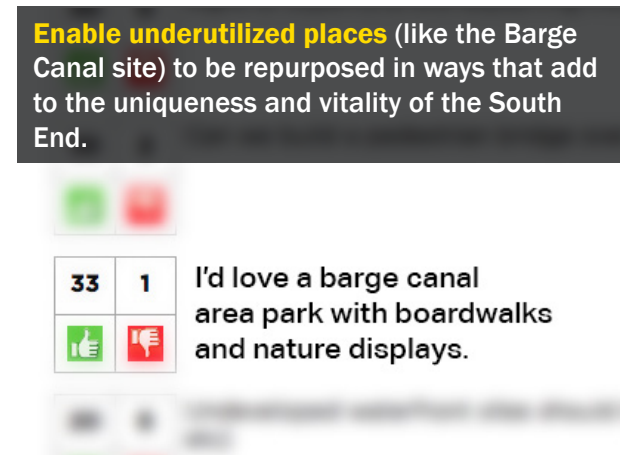 Enable underutilized places (like the Barge
Canal site) to be repurposed in ways that add
to the uniqueness and vitality of the South
End.
33 1 I'd love a barge canal
area park with boardwalks
and nature displays.